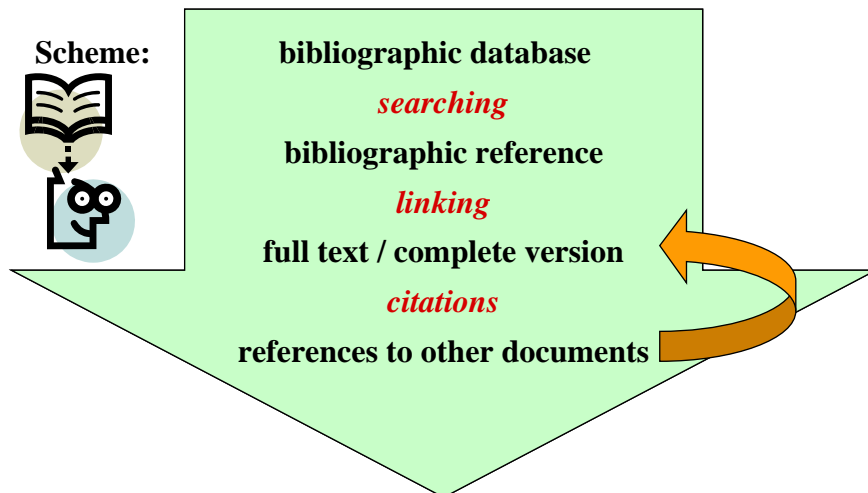 Scheme:
bibliographic database
searching
bibliographic reference
linking
full text / complete version
citations
references to other documents